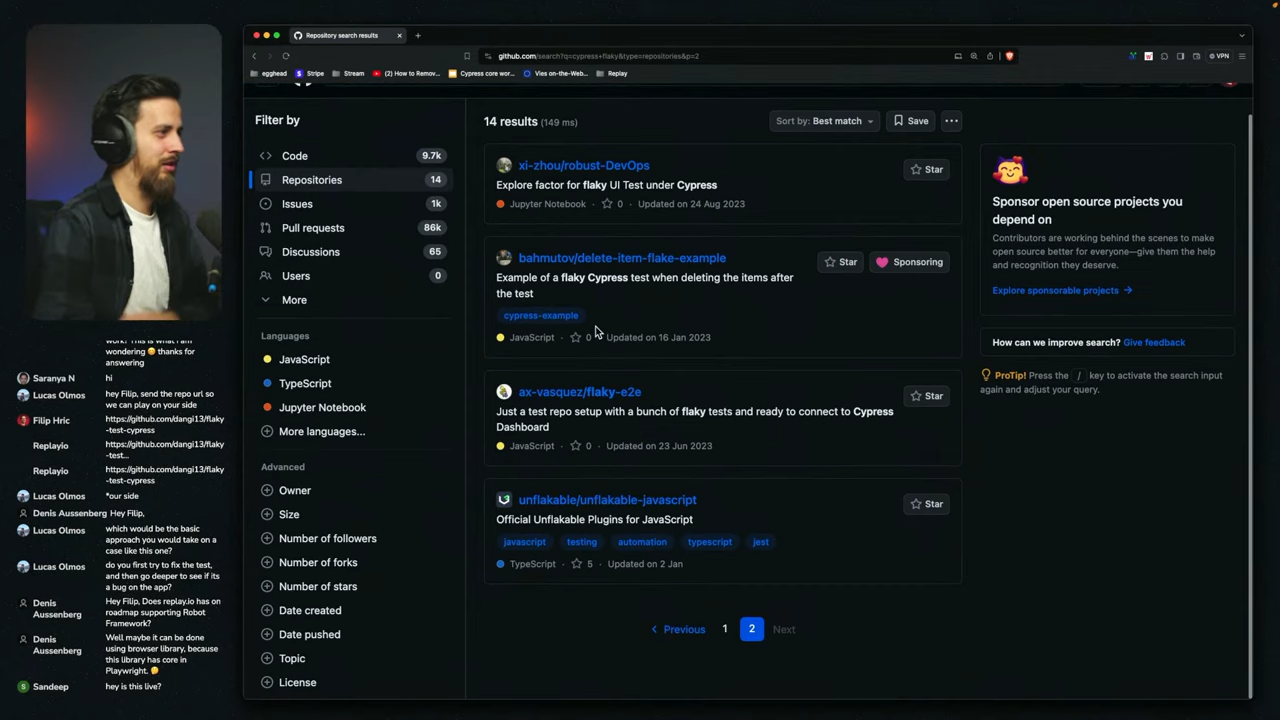 Repository search results
github.com/search?q=cypress+flaky&type=repositories&p=2
VPN
egghead
Stripe
Stream
(2) How to Remov...
Cypress core wor...
Vies on-the-Web...
Replay
Filter by
Code
9.7k
Repositories
14
Issues
1k
Pull requests
86k
Discussions
65
Users
0
More
Languages
JavaScript
TypeScript
Jupyter Notebook
More languages...
Advanced
Owner
Size
Number of followers
Number of forks
Number of stars
Date created
Date pushed
Topic
License
14 results (149 ms)
Sort by: Best match
Save
xi-zhou/robust-DevOps
Star
Explore factor for flaky UI Test under Cypress
Jupyter Notebook · 0 · Updated on 24 Aug 2023
bahmutov/delete-item-flake-example
Star
Sponsoring
Example of a flaky Cypress test when deleting the items after
the test
cypress-example
JavaScript · 0 Updated on 16 Jan 2023
ax-vasquez/flaky-e2e
Star
Just a test repo setup with a bunch of flaky tests and ready to connect to Cypress
Dashboard
JavaScript · 0 · Updated on 23 Jun 2023
unflakable/unflakable-javascript
Star
Official Unflakable Plugins for JavaScript
javascript
testing
automation
typescript
jest
TypeScript · 5 · Updated on 2 Jan
Previous
1
2
Next
Sponsor open source projects you
depend on
Contributors are working behind the scenes to make
open source better for everyone—give them the help
and recognition they deserve.
Explore sponsorable projects →
How can we improve search? Give feedback
ProTip! Press the / key to activate the search input
again and adjust your query.
work? This is what I am
wondering 😊 thanks for
answering
Saranya N
hi
Lucas Olmos
hey Filip, send the repo url so
we can play on your side
Filip Hric
https://github.com/dangi13/flaky
-test-cypress
Replayio
https://github.com/dangi13/flaky
-test...
Replayio
https://github.com/dangi13/flaky
-test-cypress
Lucas Olmos
*our side
Denis Aussenberg
Hey Filip,
Lucas Olmos
which would be the basic
approach you would take on a
case like this one?
Lucas Olmos
do you first try to fix the test,
and then go deeper to see if its
a bug on the app?
Denis
Aussenberg
Hey Filip, Does replay.io has on
roadmap supporting Robot
Framework?
Denis
Aussenberg
Well maybe it can be done
using browser library, because
this library has core in
Playwright. 🤔
S
Sandeep
hey is this live?